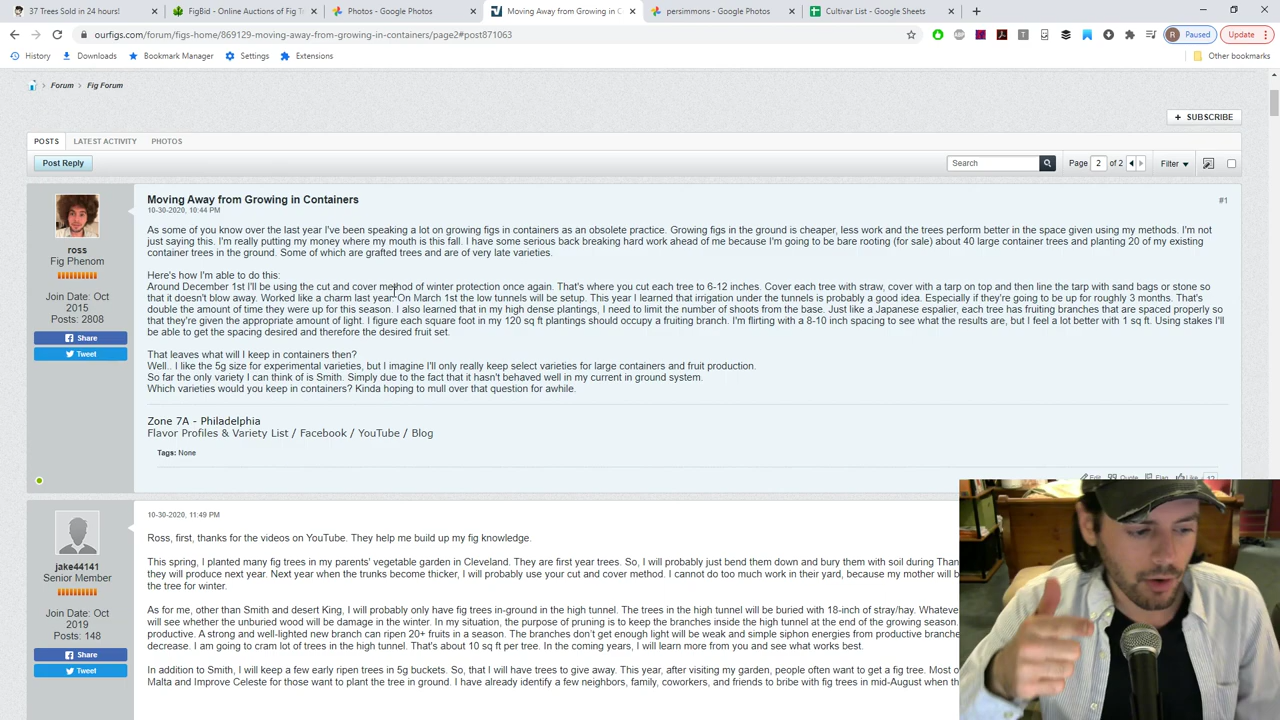 37 Trees Sold in 24 hours!
FigBid - Online Auctions of Fig T
Photos - Google Photos
Moving Away from Growing in C
persimmons - Google Photos
Cultivar List - Google Sheets
ourfigs.com/forum/figs-home/869129-moving-away-from-growing-in-containers/page2#post871063
R Paused
Update
History
Downloads
Bookmark Manager
Settings
Extensions
Other bookmarks
Forum
Fig Forum
+ SUBSCRIBE
POSTS
LATEST ACTIVITY
PHOTOS
Post Reply
Search
Page 2 of 2
Filter
Moving Away from Growing in Containers
#1
10-30-2020, 10:44 PM
ross
Fig Phenom
Join Date: Oct
2015
Posts: 2808
Share
Tweet
As some of you know over the last year I've been speaking a lot on growing figs in containers as an obsolete practice. Growing figs in the ground is cheaper, less work and the trees perform better in the space given using my methods. I'm not
just saying this. I'm really putting my money where my mouth is this fall. I have some serious back breaking hard work ahead of me because I'm going to be bare rooting (for sale) about 40 large container trees and planting 20 of my existing
container trees in the ground. Some of which are grafted trees and are of very late varieties.
Here's how I'm able to do this:
Around December 1st I'll be using the cut and cover method of winter protection once again. That's where you cut each tree to 6-12 inches. Cover each tree with straw, cover with a tarp on top and then line the tarp with sand bags or stone so
that it doesn't blow away. Worked like a charm last year. On March 1st the low tunnels will be setup. This year I learned that irrigation under the tunnels is probably a good idea. Especially if they're going to be up for roughly 3 months. That's
double the amount of time they were up for this season. I also learned that in my high dense plantings, I need to limit the number of shoots from the base. Just like a Japanese espalier, each tree has fruiting branches that are spaced properly so
that they're given the appropriate amount of light. I figure each square foot in my 120 sq ft plantings should occupy a fruiting branch. I'm flirting with a 8-10 inch spacing to see what the results are, but I feel a lot better with 1 sq ft. Using stakes I'll
be able to get the spacing desired and therefore the desired fruit set.
That leaves what will I keep in containers then?
Well.. I like the 5g size for experimental varieties, but I imagine I'll only really keep select varieties for large containers and fruit production.
So far the only variety I can think of is Smith. Simply due to the fact that it hasn't behaved well in my current in ground system.
Which varieties would you keep in containers? Kinda hoping to mull over that question for awhile.
Zone 7A - Philadelphia
Flavor Profiles & Variety List / Facebook / YouTube / Blog
Tags: None
Edit Quote Flag Like
10-30-2020, 11:49 PM
jake44141
Senior Member
Join Date: Oct
2019
Posts: 148
Share
Tweet
Ross, first, thanks for the videos on YouTube. They help me build up my fig knowledge.
This spring, I planted many fig trees in my parents' vegetable garden in Cleveland. They are first year trees. So, I will probably just bend them down and bury them with soil during Than
they will produce next year. Next year when the trunks become thicker, I will probably use your cut and cover method. I cannot do too much work in their yard, because my mother will b
the tree for winter.
As for me, other than Smith and desert King, I will probably only have fig trees in-ground in the high tunnel. The trees in the high tunnel will be buried with 18-inch of stray/hay. Whatev
will see whether the unburied wood will be damage in the winter. In my situation, the purpose of pruning is to keep the branches inside the high tunnel at the end of the growing season.
productive. A strong and well-lighted new branch can ripen 20+ fruits in a season. The branches don't get enough light will be weak and simple siphon energies from productive branche
decrease. I am going to cram lot of trees in the high tunnel. That's about 10 sq ft per tree. In the coming years, I will learn more from you and see what works best.
In addition to Smith, I will keep a few early ripen trees in 5g buckets. So, that I will have trees to give away. This year, after visiting my garden, people often want to get a fig tree. Most o
Malta and Improve Celeste for those want to plant the tree in ground. I have already identify a few neighbors, family, coworkers, and friends to bribe with fig trees in mid-August when th